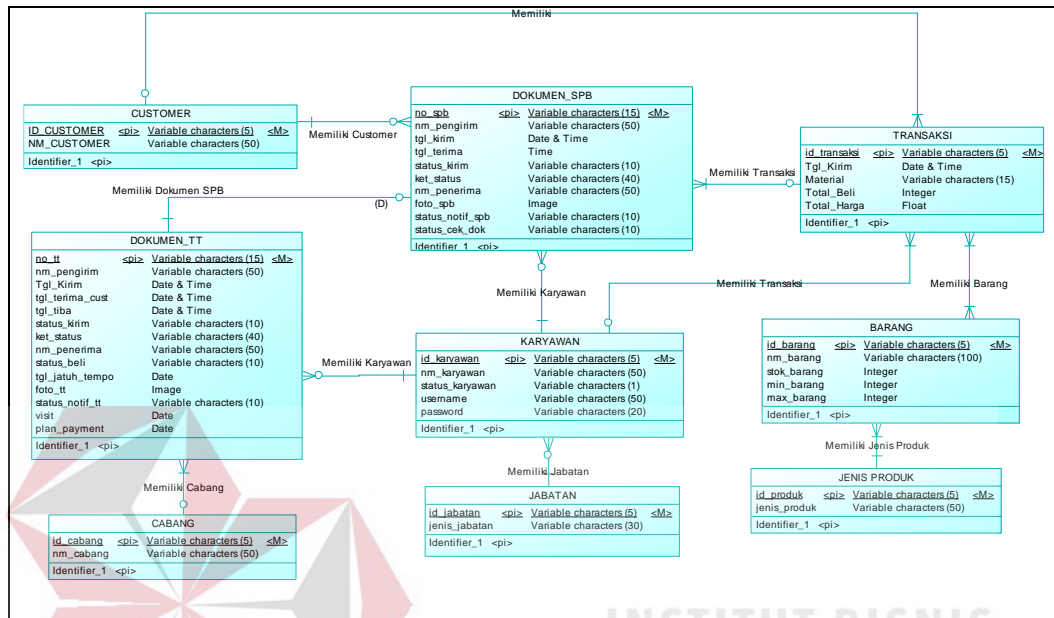 Memiliki
CUSTOMER
ID_CUSTOMER <pi> Variable characters (5) <M>
NM_CUSTOMER Variable characters (50)
Identifier_1 <pi>
Memiliki Customer
DOKUMEN_SPB
no_spb <pi> Variable characters (15) <M>
nm_pengirim Variable characters (50)
tgl_kirim Date & Time
tgl_terima Time
status_kirim Variable characters (10)
ket_status Variable characters (40)
nm_penerima Variable characters (50)
foto_spb Image
status_notif_spb Variable characters (10)
status_cek_dok Variable characters (10)
Identifier_1 <pi>
Memiliki Transaksi
TRANSAKSI
id_transaksi <pi> Variable characters (5) <M>
Tgl_Kirim Date & Time
Material Variable characters (15)
Total_Beli Integer
Total_Harga Float
Identifier_1 <pi>
Memiliki Dokumen SPB
(D)
DOKUMEN_TT
no_tt <pi> Variable characters (15) <M>
nm_pengirim Variable characters (50)
Tgl_Kirim Date & Time
tgl_terima_cust Date & Time
tgl_tiba Date & Time
status_kirim Variable characters (10)
ket_status Variable characters (40)
nm_penerima Variable characters (50)
status_beli Variable characters (10)
tgl_jatuh_tempo Date
foto_tt Image
status_notif_tt Variable characters (10)
visit Date
plan_payment Date
Identifier_1 <pi>
Memiliki Karyawan
Memiliki Transaksi
Memiliki Barang
Memiliki Karyawan
KARYAWAN
id_karyawan <pi> Variable characters (5) <M>
nm_karyawan Variable characters (50)
status_karyawan Variable characters (1)
username Variable characters (50)
password Variable characters (20)
Identifier_1 <pi>
BARANG
id_barang <pi> Variable characters (5) <M>
nm_barang Variable characters (100)
stok_barang Integer
min_barang Integer
max_barang Integer
Identifier_1 <pi>
Memiliki Cabang
Memiliki Jabatan
Memiliki Jenis Produk
CABANG
id_cabang <pi> Variable characters (5) <M>
nm_cabang Variable characters (50)
Identifier_1 <pi>
JABATAN
id_jabatan <pi> Variable characters (5) <M>
jenis_jabatan Variable characters (30)
Identifier_1 <pi>
JENIS PRODUK
id_produk <pi> Variable characters (5) <M>
jenis_produk Variable characters (50)
Identifier_1 <pi>
INSTITUT BISNIS